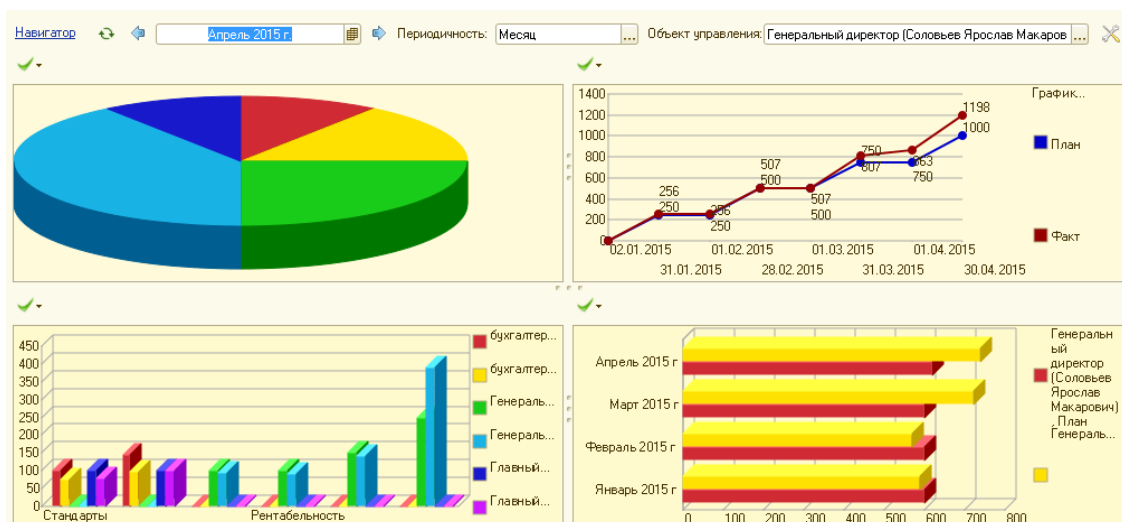 Навигатор
Апрель 2015 г.
Периодичность:
Месяц
...
Объект управления:
Генеральный директор (Соловьев Ярослав Макаров
...
1400
1200
1000
800
600
400
200
0
256
250
256
250
507
500
507
500
750
807
863
750
1198
1000
02.01.2015
01.02.2015
01.03.2015
01.04.2015
31.01.2015
28.02.2015
31.03.2015
30.04.2015
График...
План
Факт
450
400
350
300
250
200
150
100
50
0
Стандарты
Рентабельность
бухгалтер...
бухгалтер...
Генераль...
Генераль...
Главный...
Главный...
Апрель 2015 г
Март 2015 г
Февраль 2015 г
Январь 2015 г
0 100 200 300 400 500 600 700 800
Генеральн
ый
директор
(Соловьев
Ярослав
Макарович)
, План
Генераль...